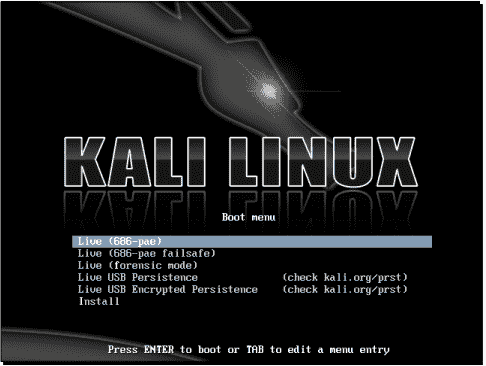 KALI LINUX
Boot menu
Live (686-pae)
Live (686-pae failsafe)
Live (forensic mode)
Live USB Persistence (check kali.org/prst)
Live USB Encrypted Persistence (check kali.org/prst)
Install
Press ENTER to boot or TAB to edit a menu entry